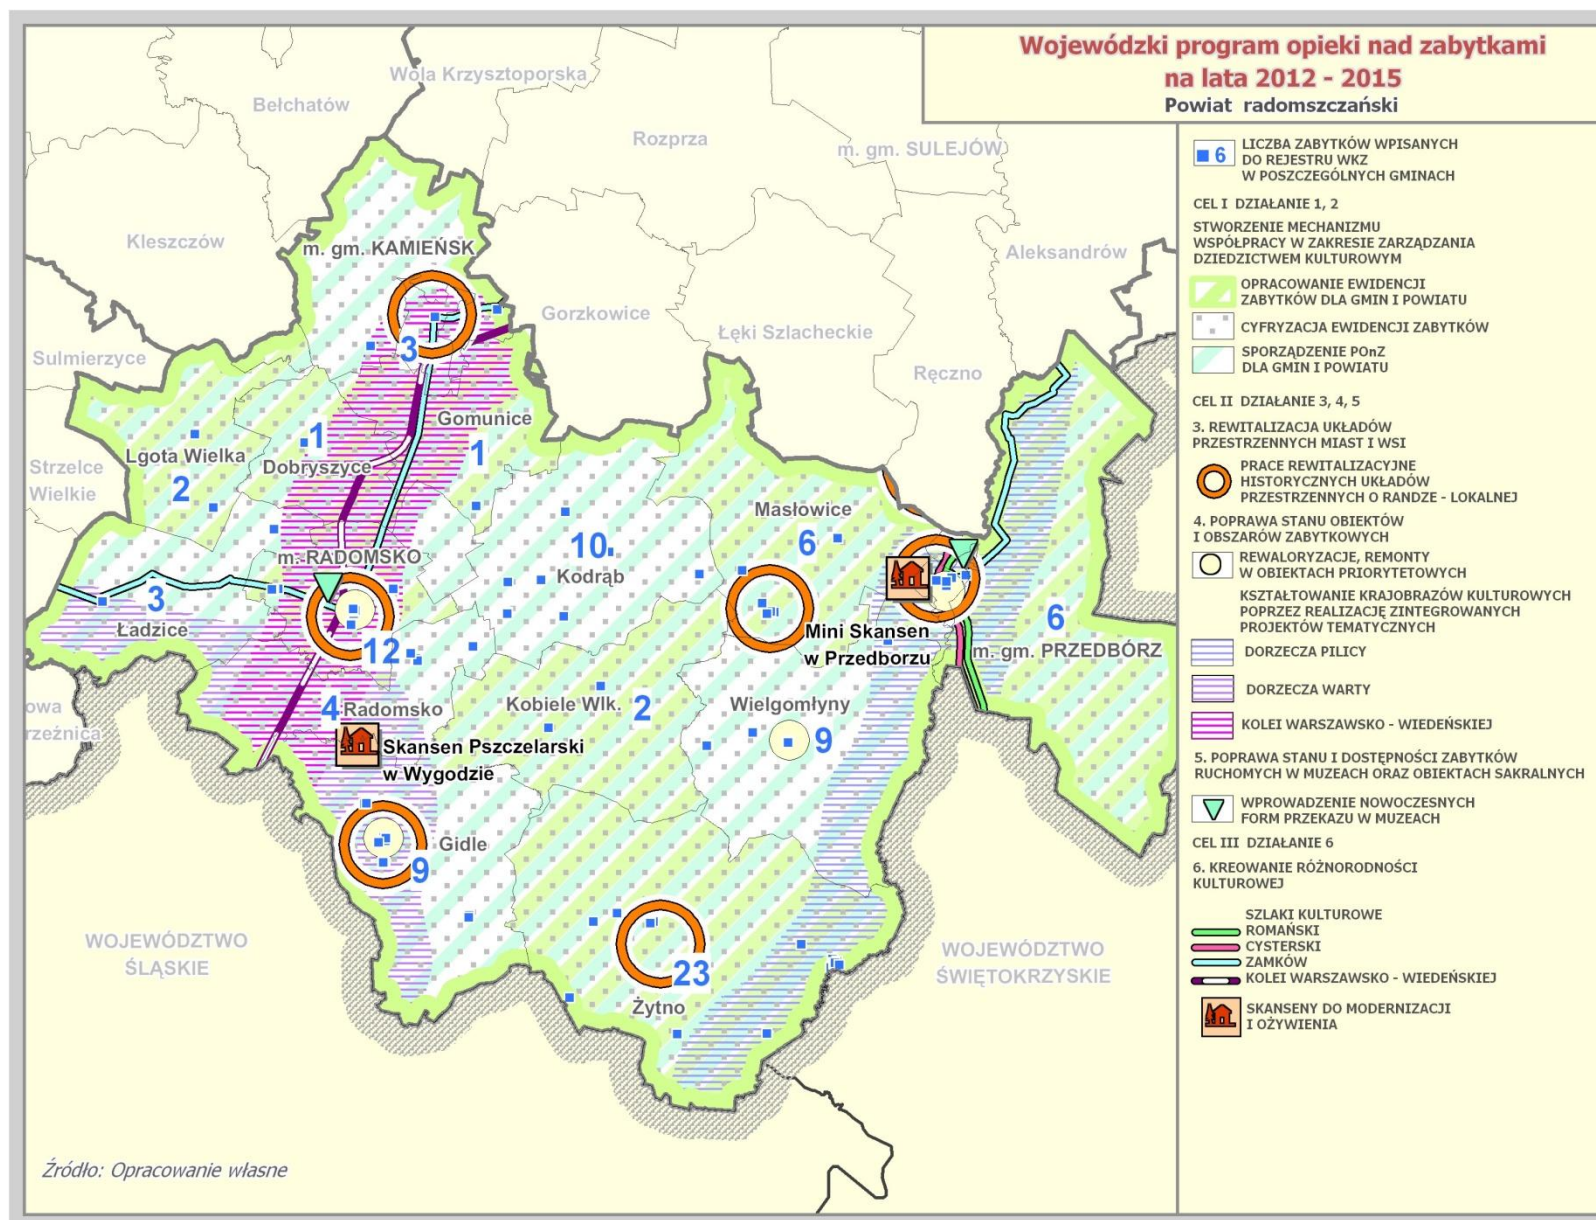 Wojewódzki program opieki nad zabytkami
na lata 2012 - 2015
Powiat radomszczański
Wola Krzysztoporska
Bełchatów
Rozprza
m. gm. SULEJÓW
Kleszczów
m. gm. KAMIEŃSK
Aleksandrów
Gorzkowice
Łęki Szlacheckie
Sulmierzyce
3
Ręczno
Gomunice
1
1
Lgota Wielka
Dobryszyce
Strzelce
Wielkie
2
Masłowice
6
10
Kodrąb
m. RADOMSKO
3
Ładzice
12
6
Mini Skansen
w Przedborzu
m. gm. PRZEDBÓRZ
4
Radomsko
Kobiele Wlk.
2
Wielgomłyny
9
owa
rzeźnica
Skansen Pszczelarski
w Wygodzie
Gidle
9
WOJEWÓDZTWO
ŚLĄSKIE
WOJEWÓDZTWO
ŚWIĘTOKRZYSKIE
23
Żytno
Źródło: Opracowanie własne
6
LICZBA ZABYTKÓW WPISANYCH
DO REJESTRU WKZ
W POSZCZEGÓLNYCH GMINACH
CEL I DZIAŁANIE 1, 2
STWORZENIE MECHANIZMU
WSPÓŁPRACY W ZAKRESIE ZARZĄDZANIA
DZIEDZICTWEM KULTUROWYM
OPRACOWANIE EWIDENCJI
ZABYTKÓW DLA GMIN I POWIATU
CYFRYZACJA EWIDENCJI ZABYTKÓW
SPORZĄDZENIE POnZ
DLA GMIN I POWIATU
CEL II DZIAŁANIE 3, 4, 5
3. REWITALIZACJA UKŁADÓW
PRZESTRZENNYCH MIAST I WSI
PRACE REWITALIZACYJNE
HISTORYCZNYCH UKŁADÓW
PRZESTRZENNYCH O RANDZE - LOKALNEJ
4. POPRAWA STANU OBIEKTÓW
I OBSZARÓW ZABYTKOWYCH
REWALORYZACJE, REMONTY
W OBIEKTACH PRIORYTETOWYCH
KSZTAŁTOWANIE KRAJOBRAZÓW KULTUROWYCH
POPRZEZ REALIZACJĘ ZINTEGROWANYCH
PROJEKTÓW TEMATYCZNYCH
DORZECZA PILICY
DORZECZA WARTY
KOLEI WARSZAWSKO - WIEDEŃSKIEJ
5. POPRAWA STANU I DOSTĘPNOŚCI ZABYTKÓW
RUCHOMYCH W MUZEACH ORAZ OBIEKTACH SAKRALNYCH
WPROWADZENIE NOWOCZESNYCH
FORM PRZEKAZU W MUZEACH
CEL III DZIAŁANIE 6
6. KREOWANIE RÓŻNORODNOŚCI
KULTUROWEJ
SZLAKI KULTUROWE
ROMAŃSKI
CYSTERSKI
ZAMKÓW
KOLEI WARSZAWSKO - WIEDEŃSKIEJ
SKANSENY DO MODERNIZACJI
I OŻYWIENIA